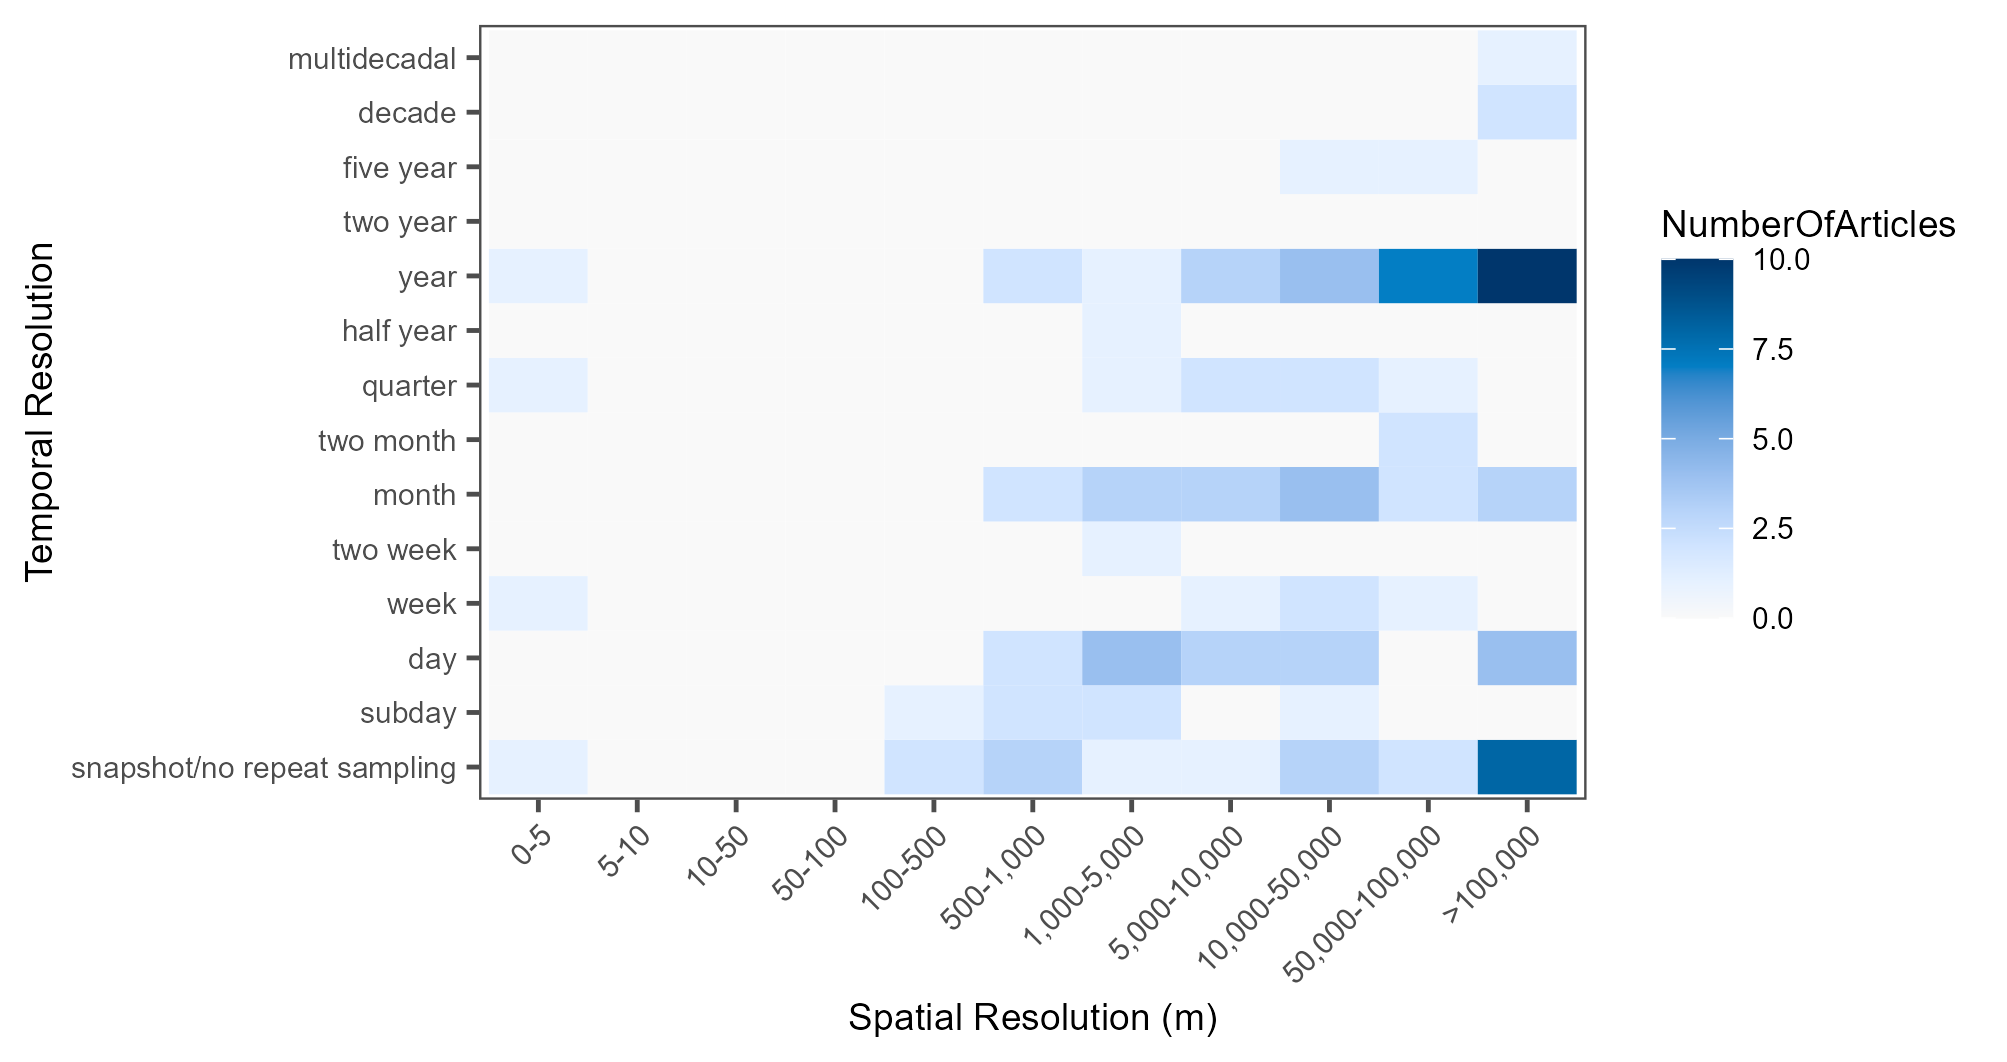 multidecadal
decade
five year
two year
year
half year
quarter
two month
month
two week
week
day
subday
snapshot/no repeat sampling
Temporal Resolution
0-5
5-10
10-50
50-100
100-500
500-1,000
1,000-5,000
5,000-10,000
10,000-50,000
50,000-100,000
>100,000
Spatial Resolution (m)
NumberOfArticles
10.0
7.5
5.0
2.5
0.0